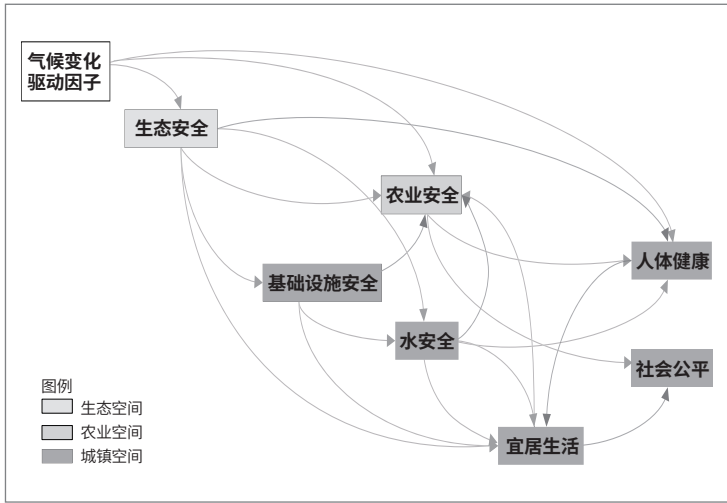 气候变化
驱动因子
生态安全
农业安全
人体健康
基础设施安全
水安全
社会公平
宜居生活
图例
生态空间
农业空间
城镇空间